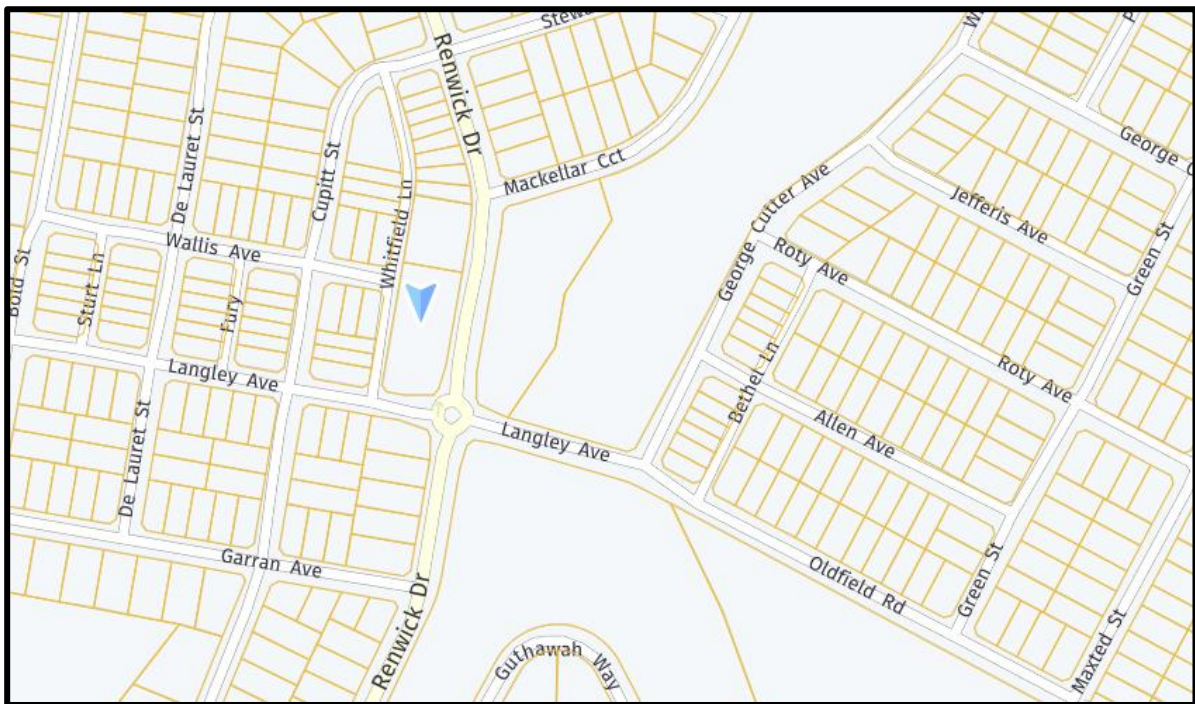 Renwick Dr
De Lauret St
Cupitt St
Whitfield Ln
Mackellar Cct
George Cutter Ave
George
Jefferis Ave
Green St
Wallis Ave
Roty Ave
Bold St
Sturt Ln
Fury
Langley Ave
Bethel Ln
Roty Ave
Allen Ave
Langley Ave
De Lauret St
Garran Ave
Oldfield Rd
Green St
Renwick Dr
Guthawah Way
Maxted St